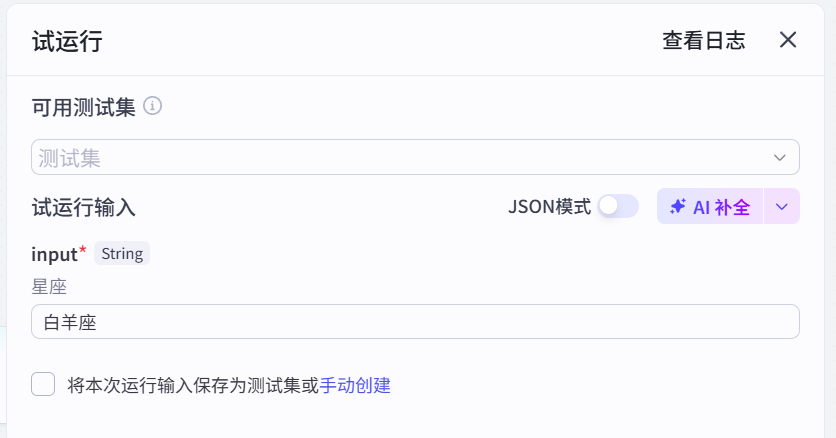 试运行 查看日志
可用测试集
测试集
试运行输入 JSON模式 AI 补全
input* String
星座
白羊座
将本次运行输入保存为测试集或手动创建